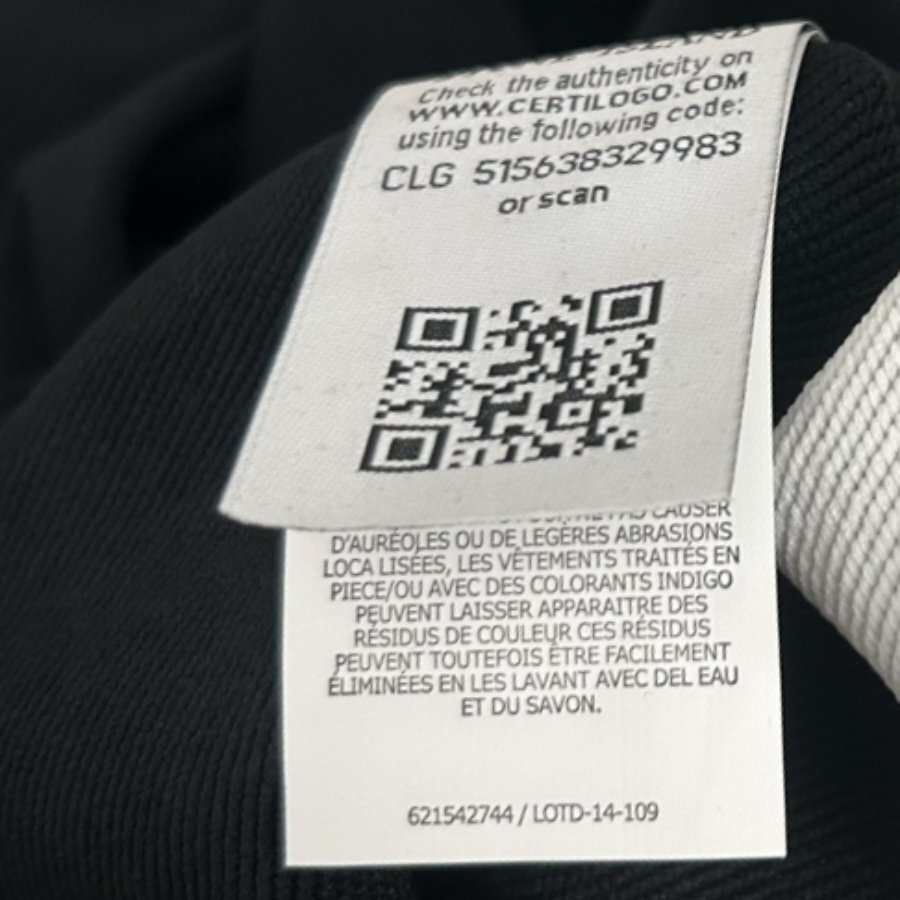 Check the authenticity on
WWW.CERTILOGO.COM
using the following code:
CLG 515638329983
or scan
CAUSER
D'AURÉOLES OU DE LEGÈRES ABRASIONS
LOCA LISÉES, LES VÊTEMENTS TRAITÉS EN
PIECE/OU AVEC DES COLORANTS INDIGO
PEUVENT LAISSER APPARAITRE DES
RÉSIDUS DE COULEUR CES RÉSIDUS
PEUVENT TOUTEFOIS ÊTRE FACILEMENT
ÉLIMINÉES EN LES LAVANT AVEC DEL EAU
ET DU SAVON.
621542744 / LOTD-14-109